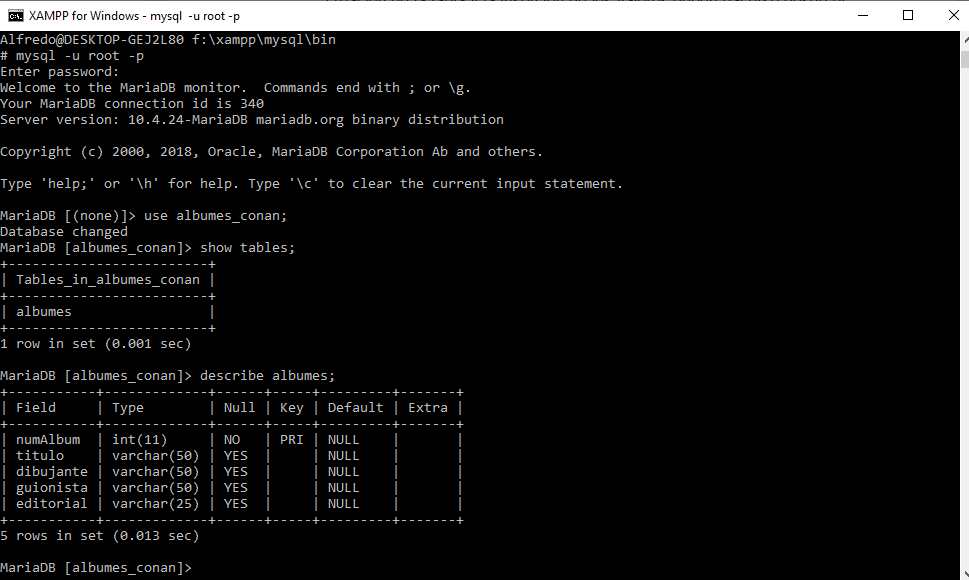 XAMPP for Windows - mysql  -u root -p
Alfredo@DESKTOP-GEJ2L80 f:\xampp\mysql\bin
# mysql -u root -p
Enter password:
Welcome to the MariaDB monitor.  Commands end with ; or \g.
Your MariaDB connection id is 340
Server version: 10.4.24-MariaDB mariadb.org binary distribution

Copyright (c) 2000, 2018, Oracle, MariaDB Corporation Ab and others.

Type 'help;' or '\h' for help. Type '\c' to clear the current input statement.

MariaDB [(none)]> use albumes_conan;
Database changed
MariaDB [albumes_conan]> show tables;
+-------------------------+
| Tables_in_albumes_conan |
+-------------------------+
| albumes                 |
+-------------------------+
1 row in set (0.001 sec)

MariaDB [albumes_conan]> describe albumes;
+-----------+-------------+------+-----+---------+-------+
| Field     | Type        | Null | Key | Default | Extra |
+-----------+-------------+------+-----+---------+-------+
| numAlbum  | int(11)     | NO   | PRI | NULL    |       |
| titulo    | varchar(50) | YES  |     | NULL    |       |
| dibujante | varchar(50) | YES  |     | NULL    |       |
| guionista | varchar(50) | YES  |     | NULL    |       |
| editorial | varchar(25) | YES  |     | NULL    |       |
+-----------+-------------+------+-----+---------+-------+
5 rows in set (0.013 sec)

MariaDB [albumes_conan]>